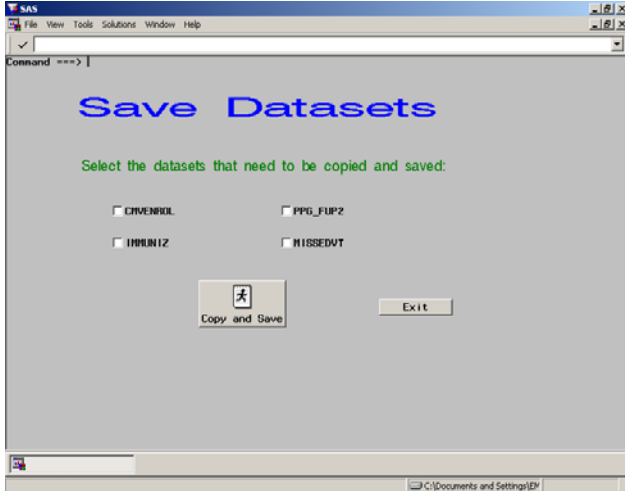 SAS
File View Tools Solutions Window Help
Command ===>
Save Datasets
Select the datasets that need to be copied and saved:
CMVENROL PPG_FUP2
IMMUNIZ MISSEDVT
Copy and Save Exit
C:\Documents and Settings\EM